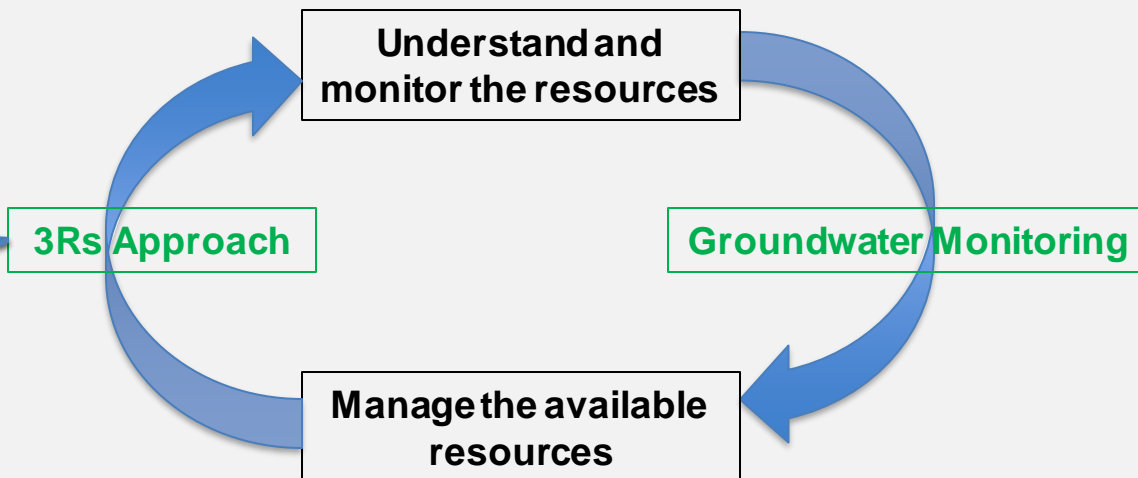 Understand and
monitor the resources
3Rs Approach
Groundwater Monitoring
Manage the available
resources